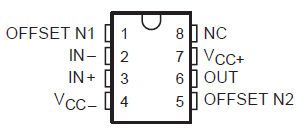 OFFSET N1 1 8 NC
IN− 2 7 VCC+
IN+ 3 6 OUT
VCC− 4 5 OFFSET N2